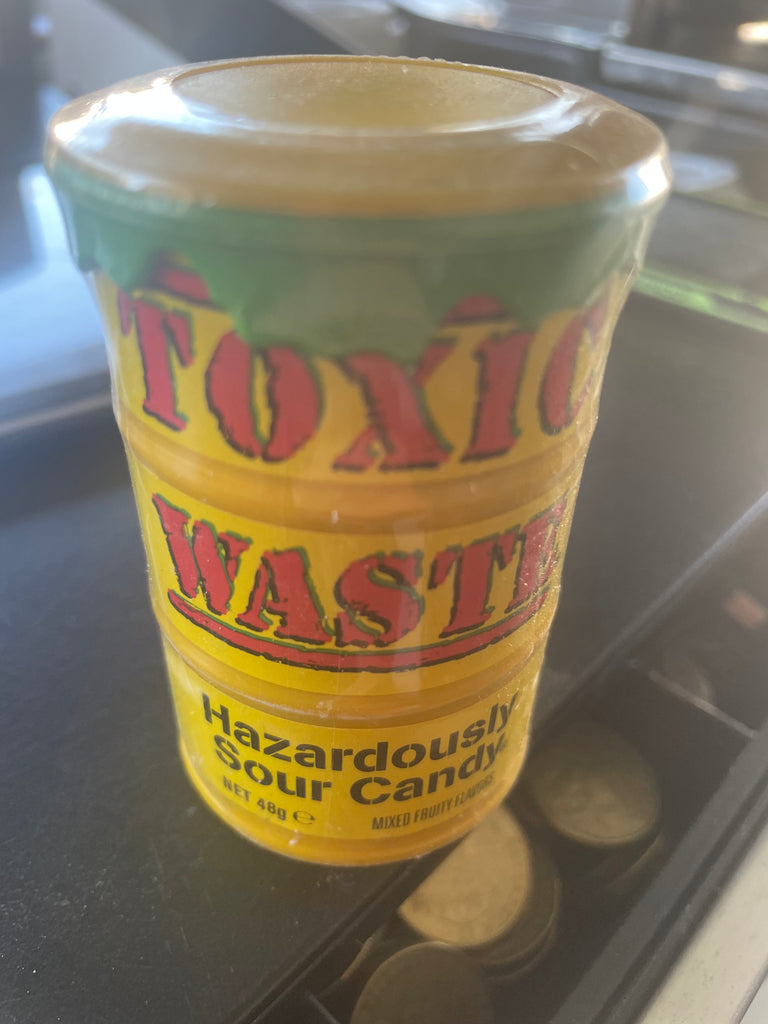 TOXIC
WASTE
Hazardously
Sour Candy
NET 48g ℮
MIXED FRUITY FLAVORS